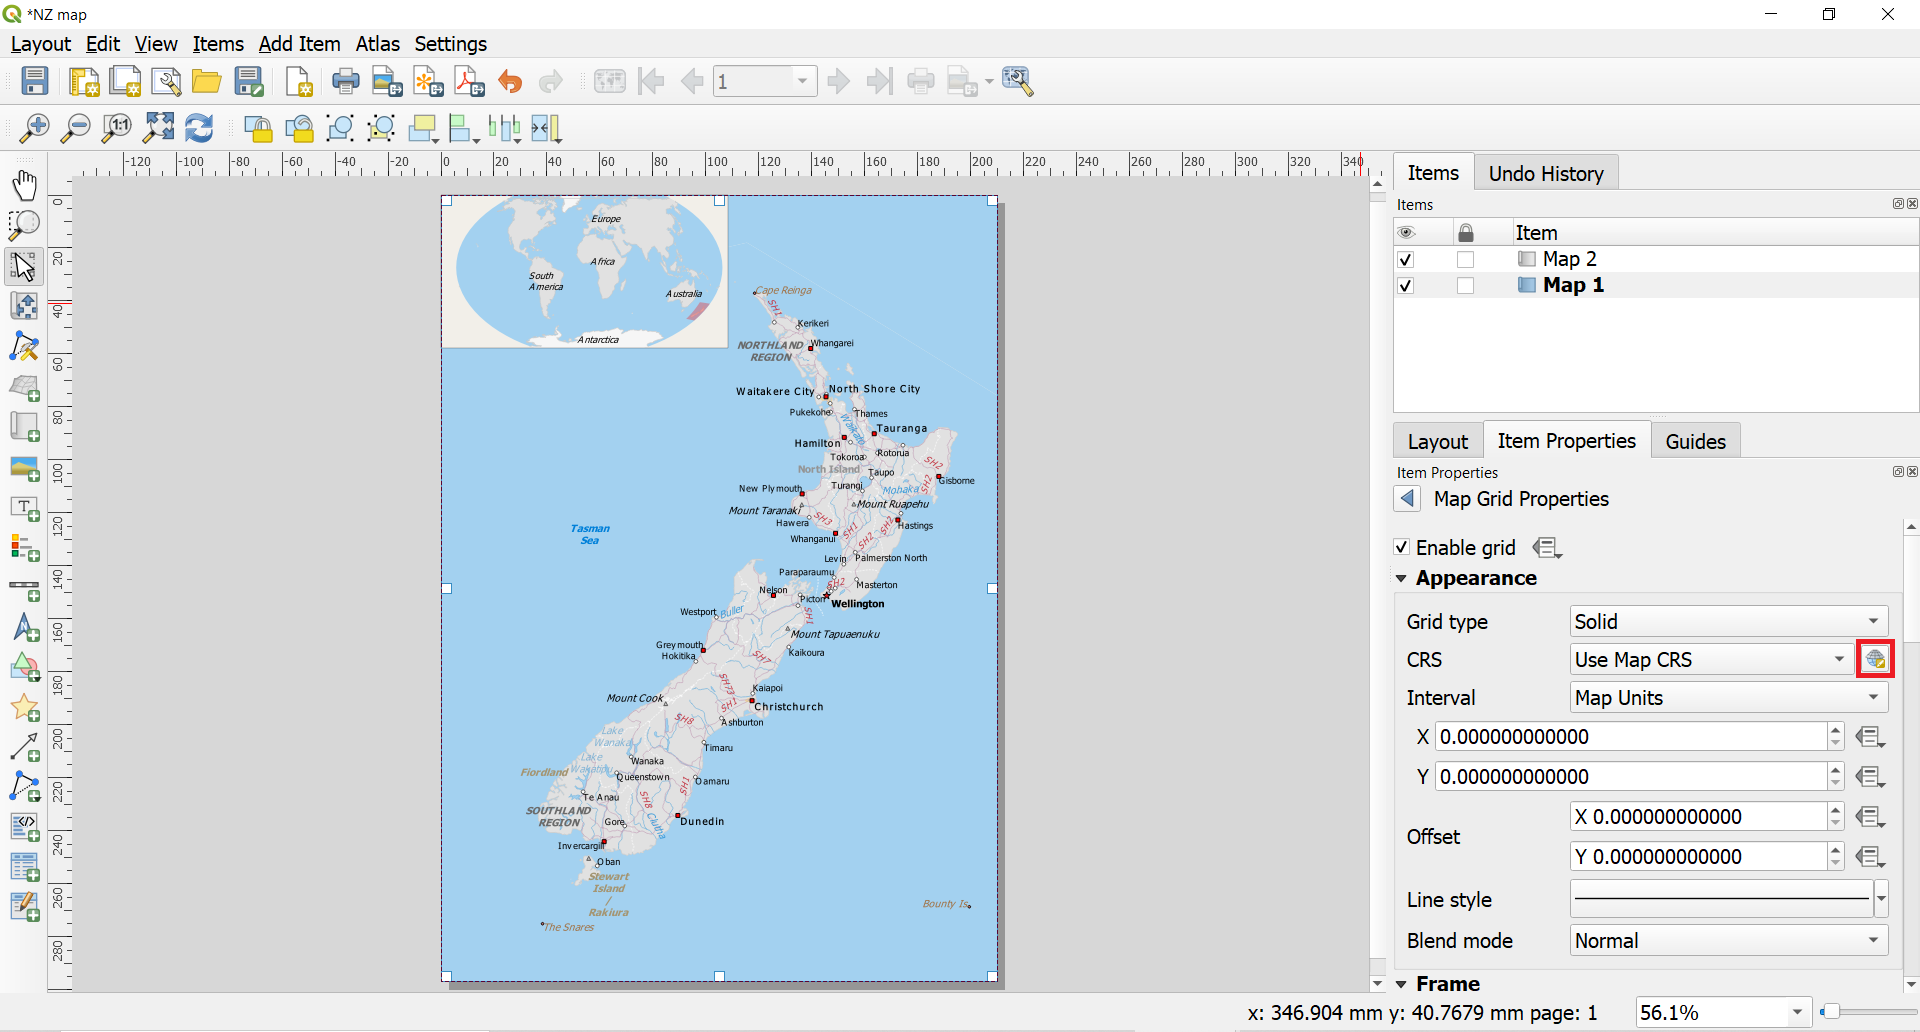 *NZ map
Layout Edit View Items Add Item Atlas Settings
1
1:1
-120 -100 -80 -60 -40 -20 0 20 40 60 80 100 120 140 160 180 200 220 240 260 280 300 320 340
0
20
40
60
80
100
120
140
160
180
200
220
240
260
280
Europe
Africa
South
America
Australia
Antarctica
Cape Reinga
SH1
Kerikeri
NORTHLAND
REGION
Whangarei
Waitakere City
North Shore City
Pukekohe
Thames
Waikato
Tauranga
Hamilton
Tokoroa
Rotorua
SH2
North Island
Taupo
SH2
Gisborne
New Plymouth
Turangi
Mohaka
Mount Taranaki
Mount Ruapehu
Hawera
SH3
SH1
SH2
Hastings
Tasman
Sea
Whanganui
SH2
Levin
Palmerston North
Paraparaumu
SH2
Masterton
Nelson
Picton
Wellington
Westport
Buller
SH1
Mount Tapuaenuku
Greymouth
Hokitika
Kaikoura
SH7
SH73
Kaiapoi
Mount Cook
SH1
Christchurch
SH8
Ashburton
Lake
Wanaka
Timaru
Lake
Wakatipu
Wanaka
Fiordland
Queenstown
Oamaru
SH1
Te Anau
SH8
SOUTHLAND
REGION
Gore
Clutha
Dunedin
Invercargill
Oban
Stewart
Island
/
Rakiura
Bounty Is.
The Snares
Items Undo History
Items
Item
Map 2
Map 1
Layout Item Properties Guides
Item Properties
Map Grid Properties
Enable grid
Appearance
Grid type Solid
CRS Use Map CRS
Interval Map Units
X 0.000000000000
Y 0.000000000000
Offset
X 0.000000000000
Y 0.000000000000
Line style
Blend mode Normal
Frame
x: 346.904 mm y: 40.7679 mm page: 1 56.1%